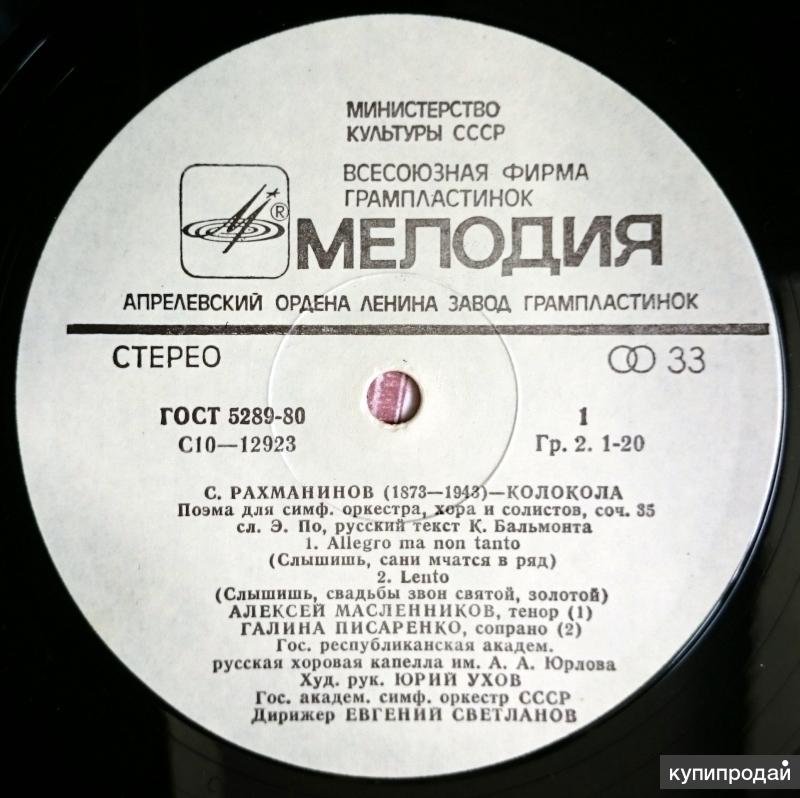 МИНИСТЕРСТВО
КУЛЬТУРЫ СССР
ВСЕСОЮЗНАЯ ФИРМА
ГРАМПЛАСТИНОК
®
МЕЛОДИЯ
АПРЕЛЕВСКИЙ ОРДЕНА ЛЕНИНА ЗАВОД ГРАМПЛАСТИНОК
СТЕРЕО 33
ГОСТ 5289-80 1
С10—12923 Гр. 2. 1-20
С. РАХМАНИНОВ (1873—1943)—КОЛОКОЛА
Поэма для симф. оркестра, хора и солистов, соч. 35
сл. Э. По, русский текст К. Бальмонта
1. Allegro ma non tanto
(Слышишь, сани мчатся в ряд)
2. Lento
(Слышишь, свадьбы звон святой, золотой)
АЛЕКСЕЙ МАСЛЕННИКОВ, тенор (1)
ГАЛИНА ПИСАРЕНКО, сопрано (2)
Гос. республиканская академ.
русская хоровая капелла им. А. А. Юрлова
Худ. рук. ЮРИЙ УХОВ
Гос. академ. симф. оркестр СССР
Дирижер ЕВГЕНИЙ СВЕТЛАНОВ
купипродай